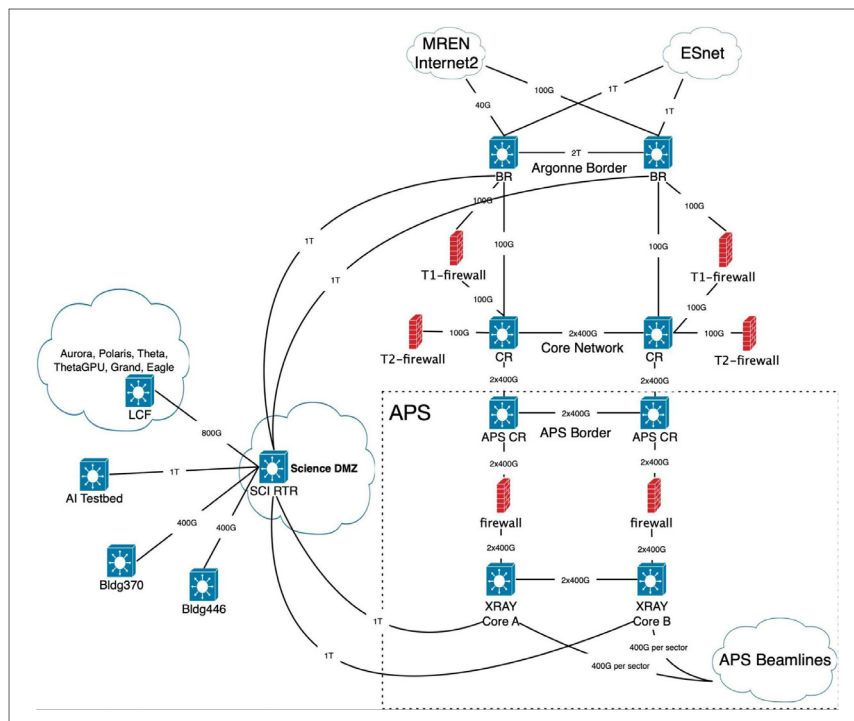 MREN
Internet2
ESnet
1T
100G
40G
1T
2T
Argonne Border
BR
BR
100G
100G
1T
100G
100G
T1-firewall
T1-firewall
1T
100G
100G
100G
2x400G
100G
T2-firewall
CR
Core Network
CR
T2-firewall
Aurora, Polaris, Theta,
ThetaGPU, Grand, Eagle
LCF
2x400G
2x400G
APS
2x400G
APS CR
APS Border
APS CR
800G
Science DMZ
SCI RTR
2x400G
2x400G
1T
AI Testbed
firewall
firewall
400G
400G
2x400G
2x400G
Bldg370
Bldg446
2x400G
XRAY
Core A
XRAY
Core B
1T
1T
400G per sector
400G per sector
APS Beamlines